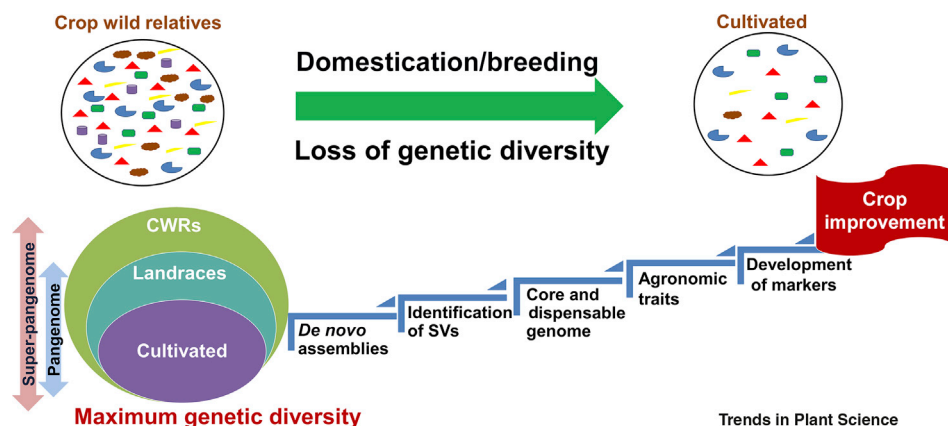 Crop wild relatives
Cultivated
Domestication/breeding
Loss of genetic diversity
Crop
improvement
CWRs
Landraces
Cultivated
Super-pangenome
Pangenome
De novo
assemblies
Identification
of SVs
Core and
dispensable
genome
Agronomic
traits
Development
of markers
Maximum genetic diversity
Trends in Plant Science